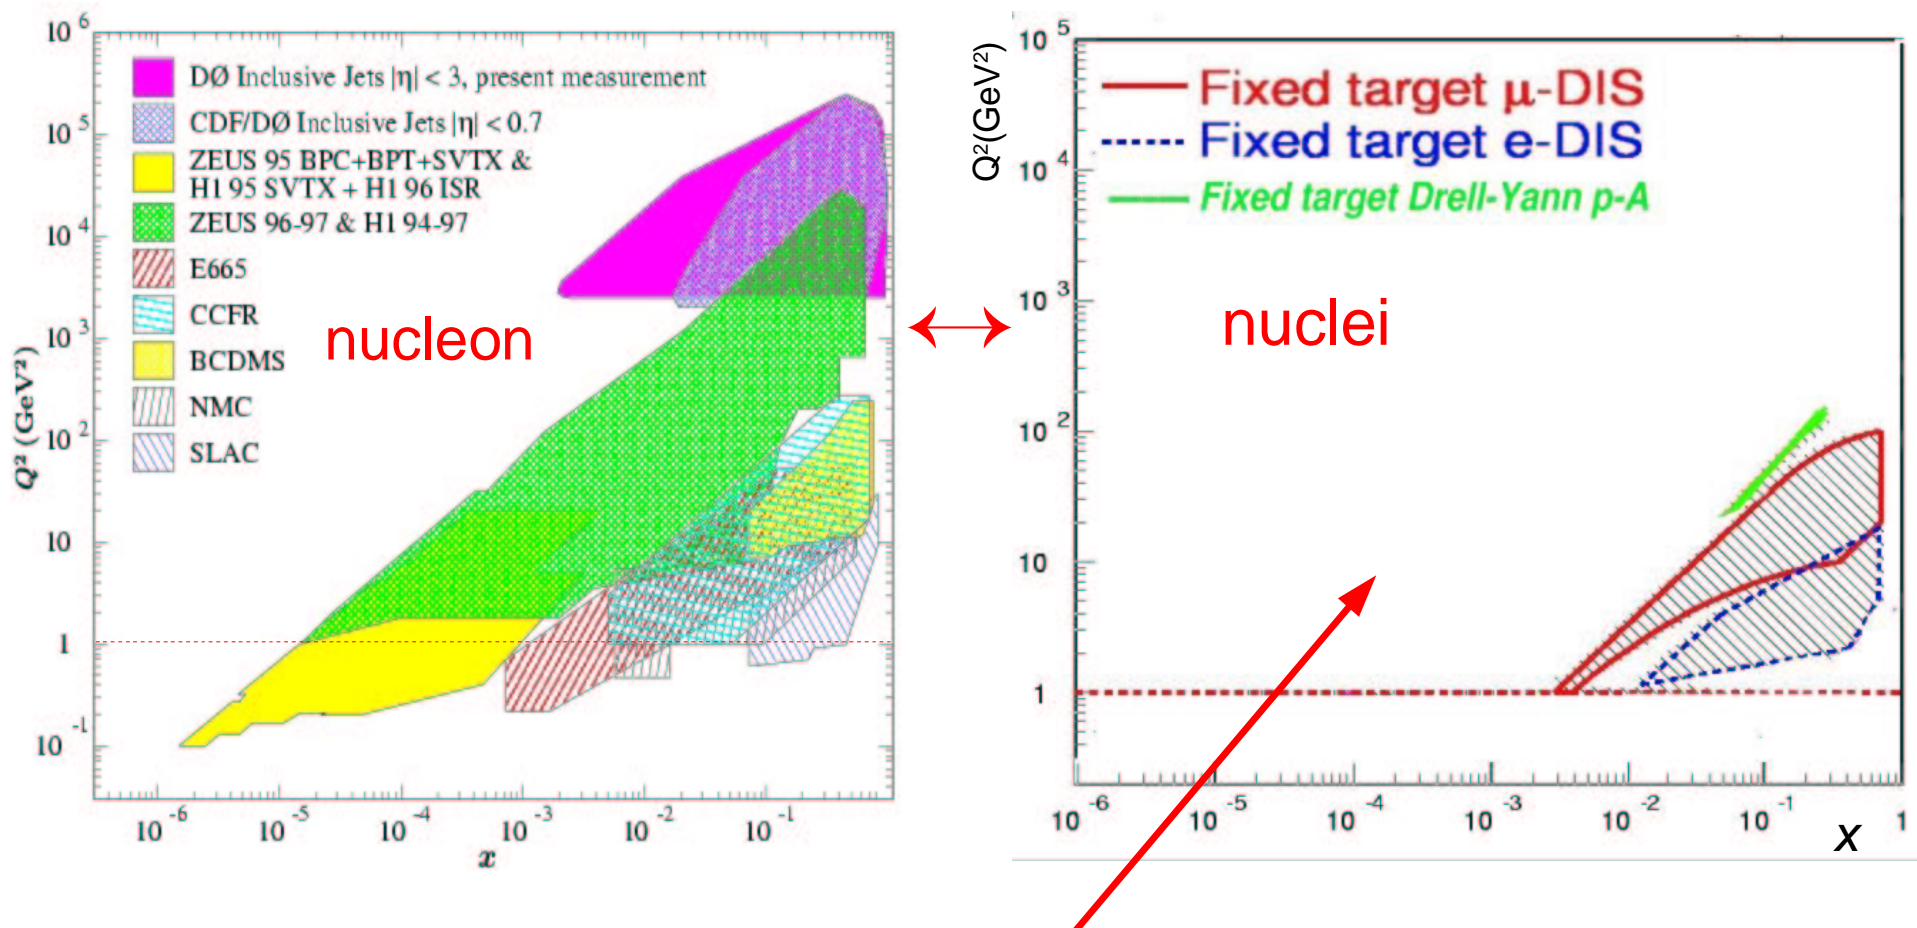 10 6
10 5
10 4
10 3
10 2
10
1
10 -1
Q² (GeV²)
DØ Inclusive Jets |η| < 3, present measurement
CDF/DØ Inclusive Jets |η| < 0.7
ZEUS 95 BPC+BPT+SVTX &
H1 95 SVTX + H1 96 ISR
ZEUS 96-97 & H1 94-97
E665
CCFR
BCDMS
NMC
SLAC
nucleon
10 -6
10 -5
10 -4
10 -3
10 -2
10 -1
x
Q²(GeV²)
10 5
10 4
10 3
10 2
10
1
Fixed target μ-DIS
Fixed target e-DIS
Fixed target Drell-Yann p-A
nuclei
10 -6
10 -5
10 -4
10 -3
10 -2
10 -1
1
x